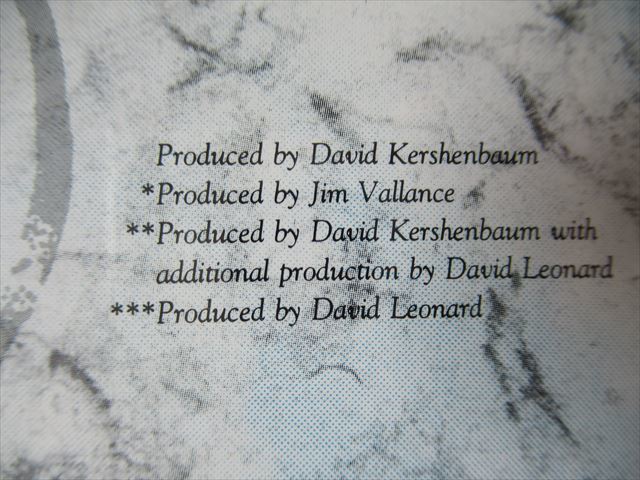 Produced by David Kershenbaum
*Produced by Jim Vallance
**Produced by David Kershenbaum with
additional production by David Leonard
***Produced by David Leonard